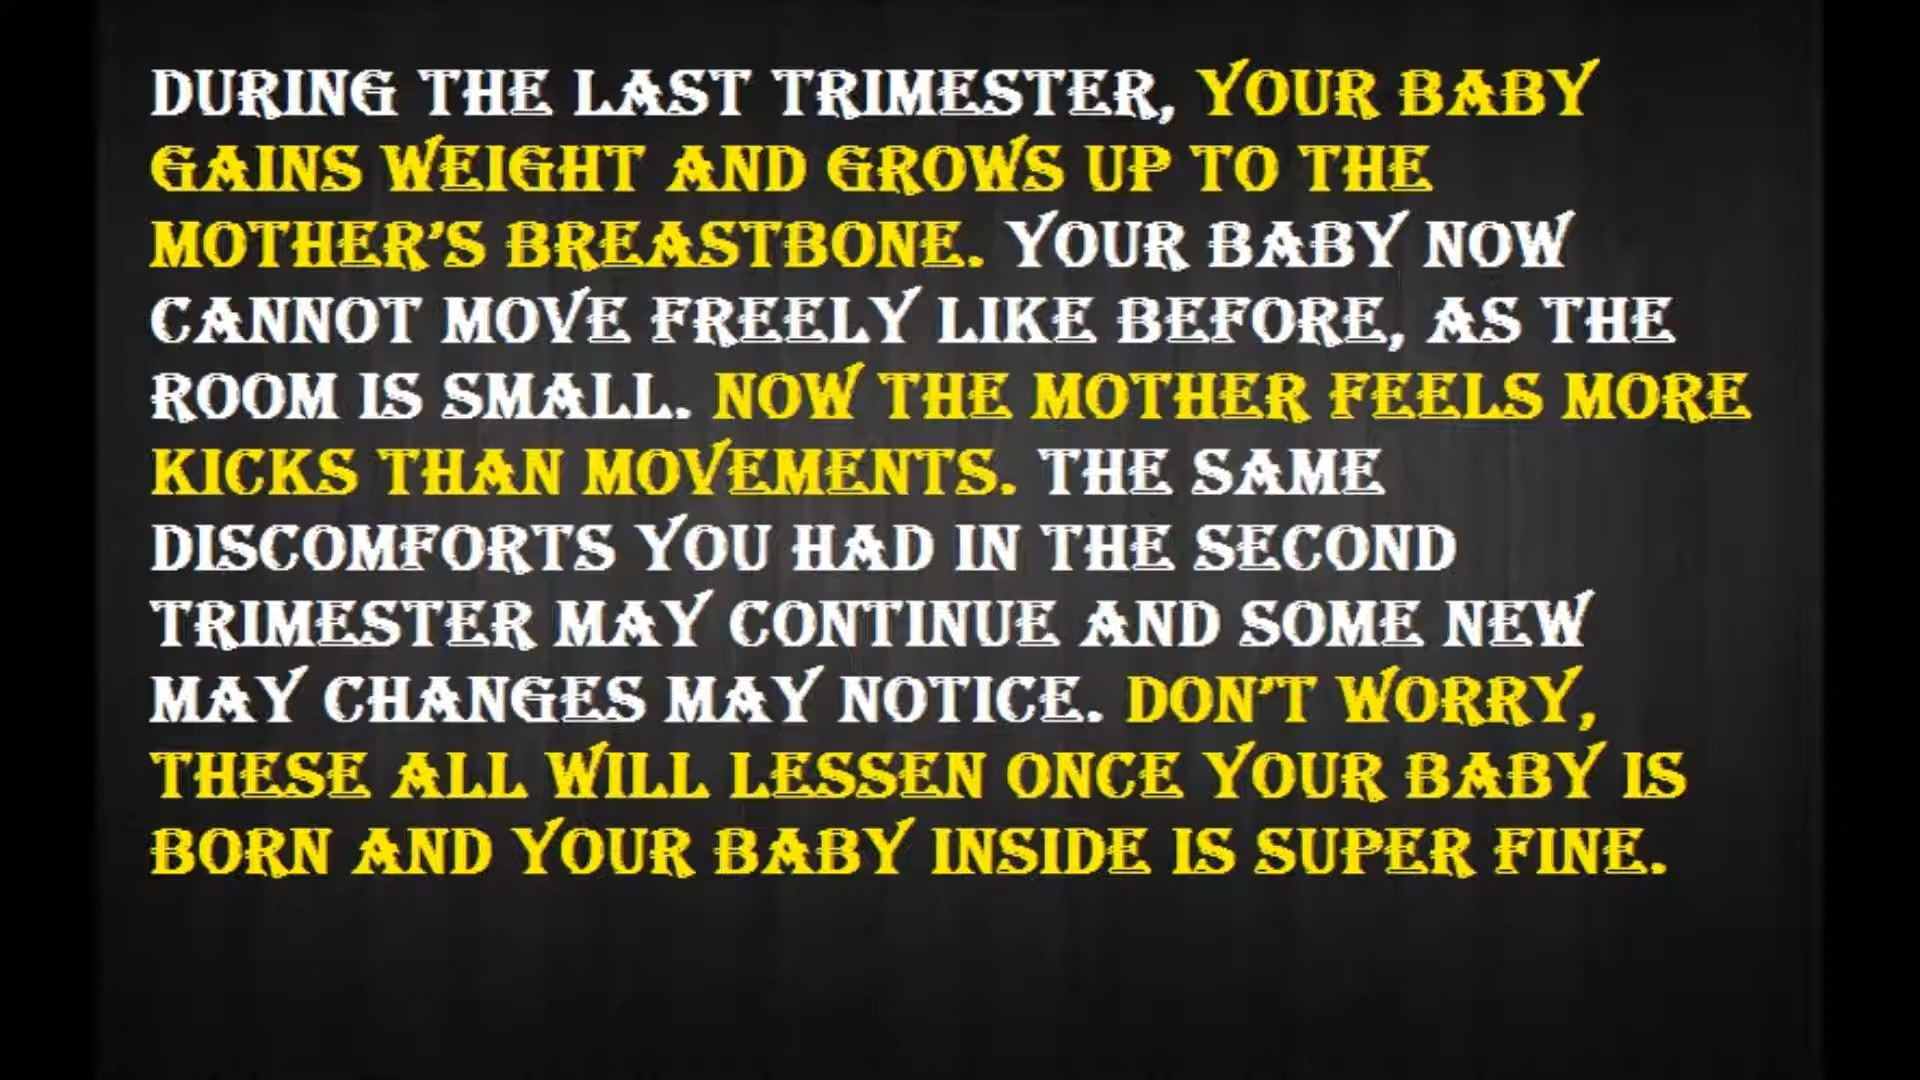 DURING THE LAST TRIMESTER, YOUR BABY
GAINS WEIGHT AND GROWS UP TO THE
MOTHER’S BREASTBONE. YOUR BABY NOW
CANNOT MOVE FREELY LIKE BEFORE, AS THE
ROOM IS SMALL. NOW THE MOTHER FEELS MORE
KICKS THAN MOVEMENTS. THE SAME
DISCOMFORTS YOU HAD IN THE SECOND
TRIMESTER MAY CONTINUE AND SOME NEW
MAY CHANGES MAY NOTICE. DON’T WORRY,
THESE ALL WILL LESSEN ONCE YOUR BABY IS
BORN AND YOUR BABY INSIDE IS SUPER FINE.